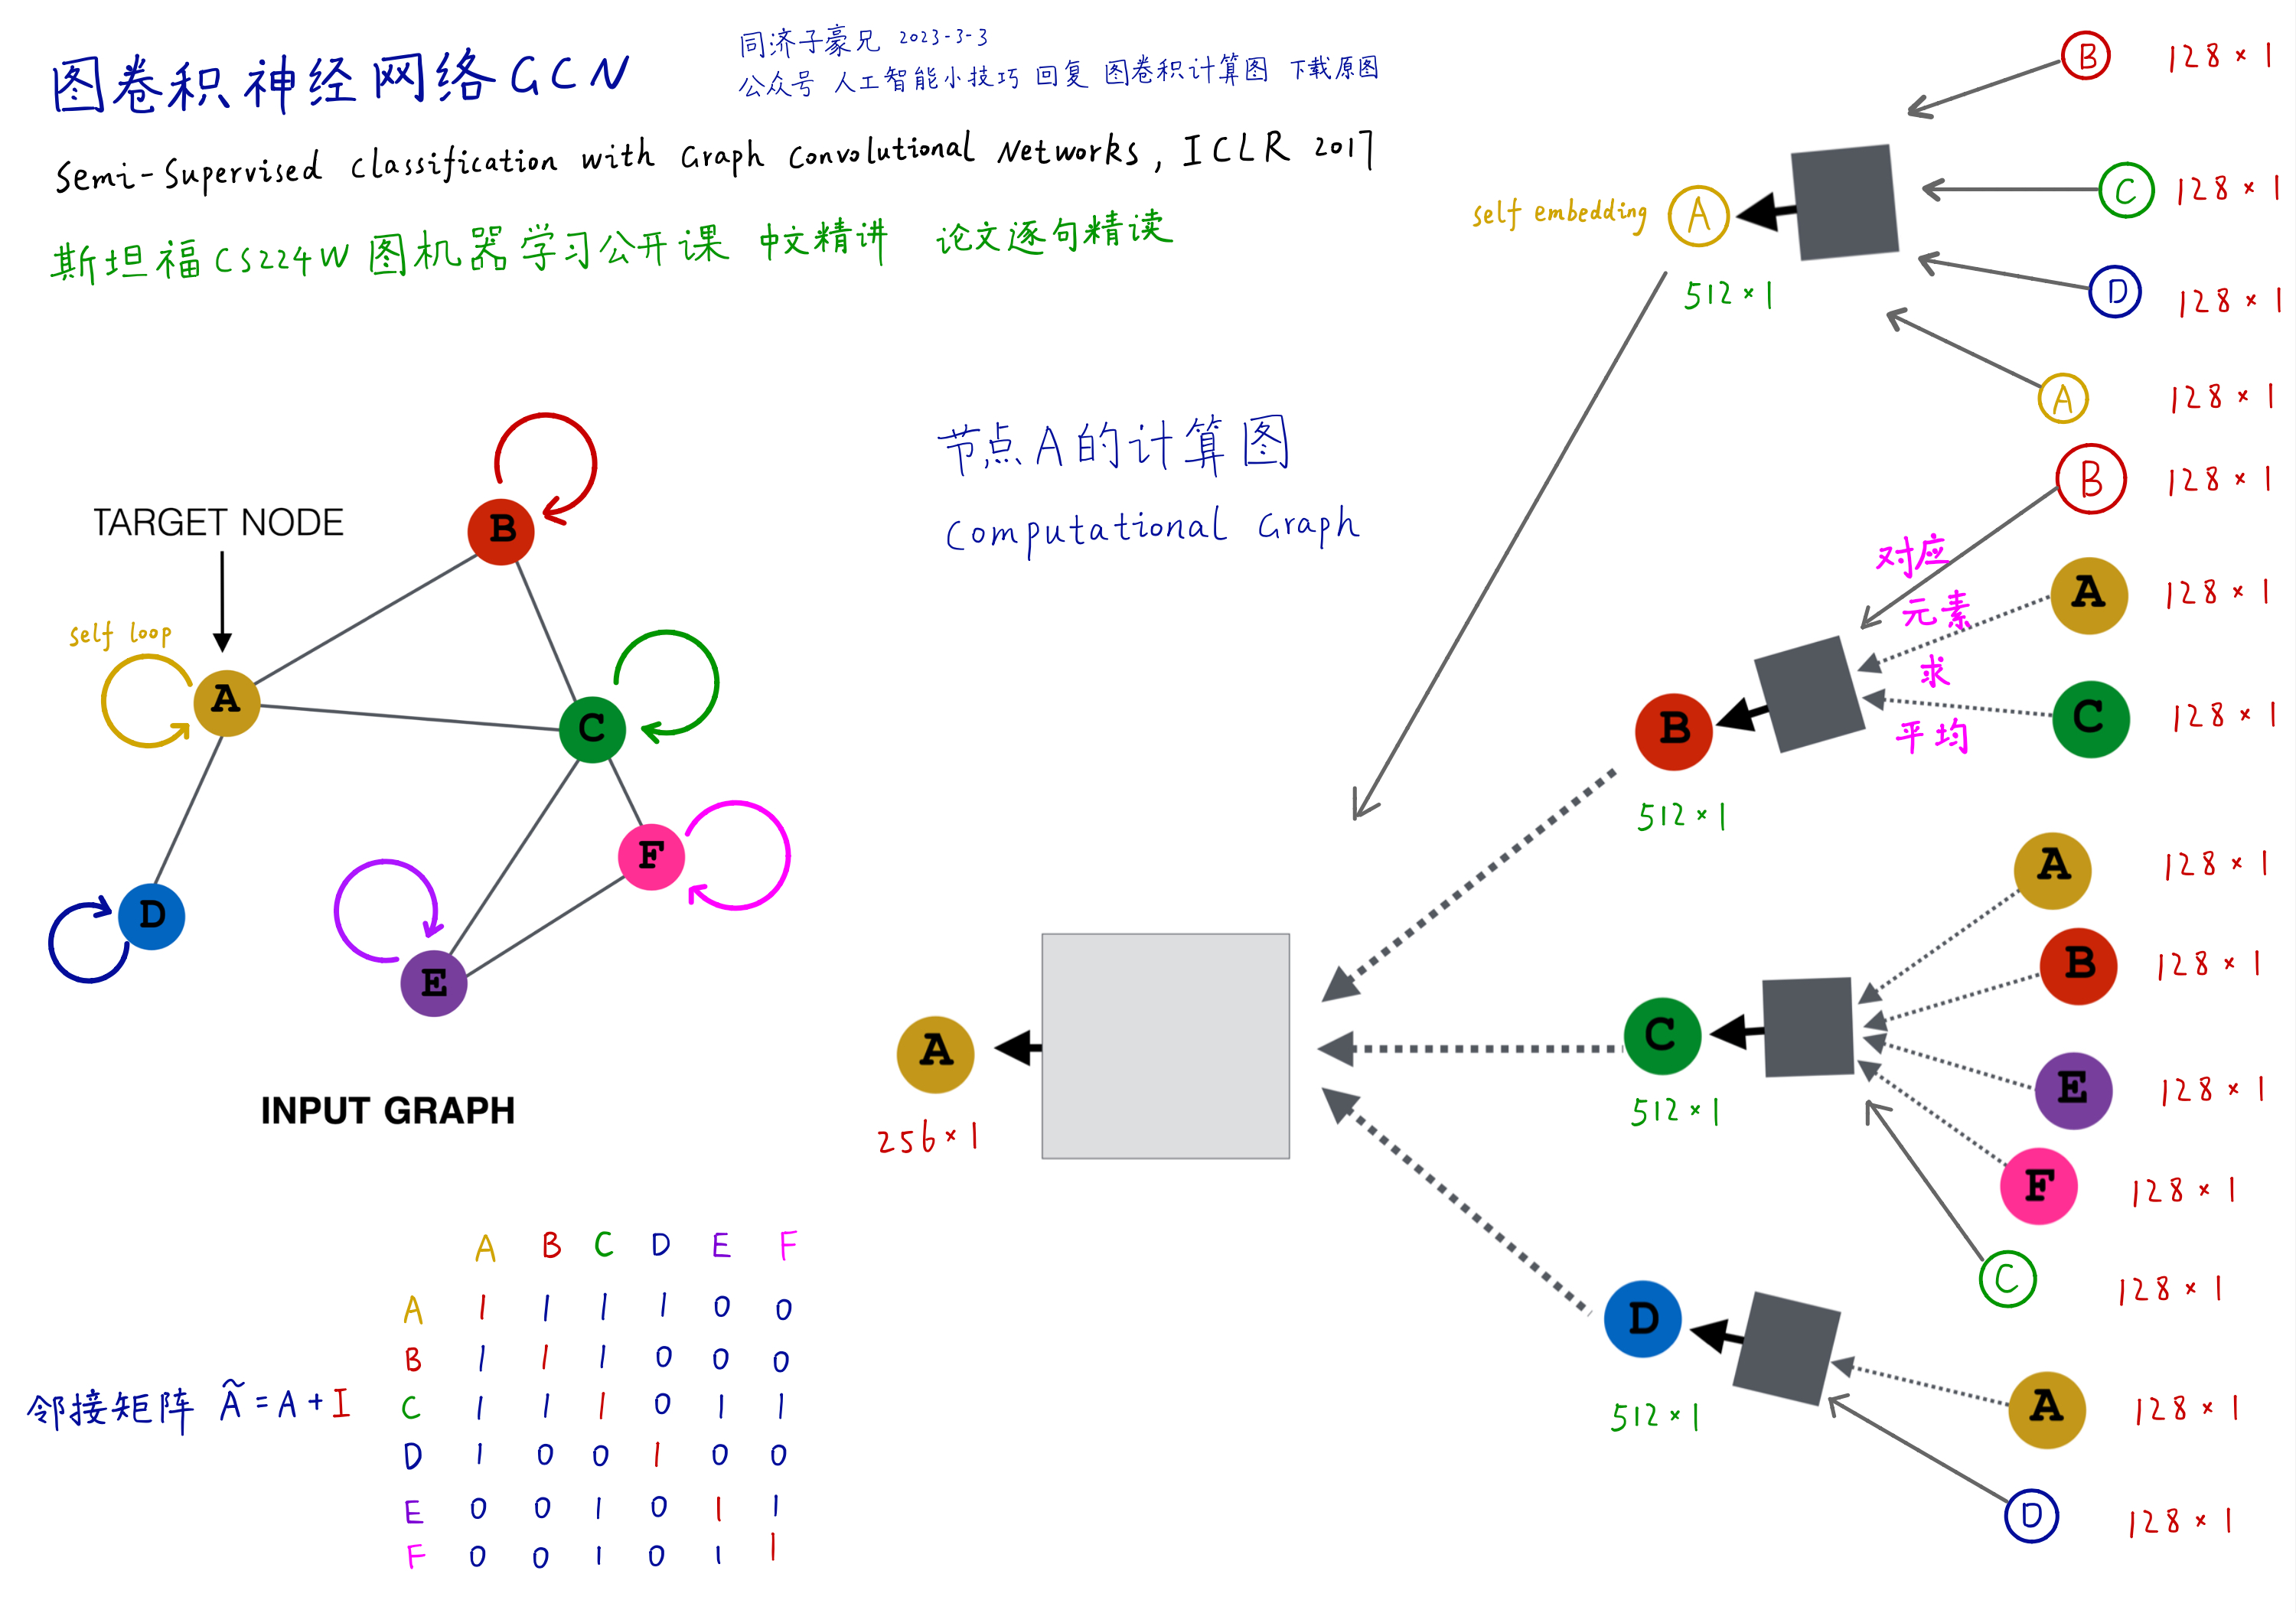 图卷积神经网络GCN
同济子豪兄 2023-3-3
公众号 人工智能小技巧 回复 图卷积计算图 下载原图
Semi-Supervised Classification with Graph Convolutional Networks, ICLR 2017
斯坦福CS224W图机器学习公开课 中文精讲 论文逐句精读
TARGET NODE
self loop
A
B
C
D
E
F
INPUT GRAPH
节点A的计算图
Computational Graph
A B C D E F
A 1 1 1 1 0 0
B 1 1 1 0 0 0
C 1 1 1 0 1 1
D 1 0 0 1 0 0
E 0 0 1 0 1 1
F 0 0 1 0 1 1
邻接矩阵 Ã=A+I
A
256×1
self embedding A
512×1
B 128×1
C 128×1
D 128×1
A 128×1
B
512×1
对应
元素
求
平均
B 128×1
A 128×1
C 128×1
C
512×1
A 128×1
B 128×1
E 128×1
F 128×1
C 128×1
D
512×1
A 128×1
D 128×1